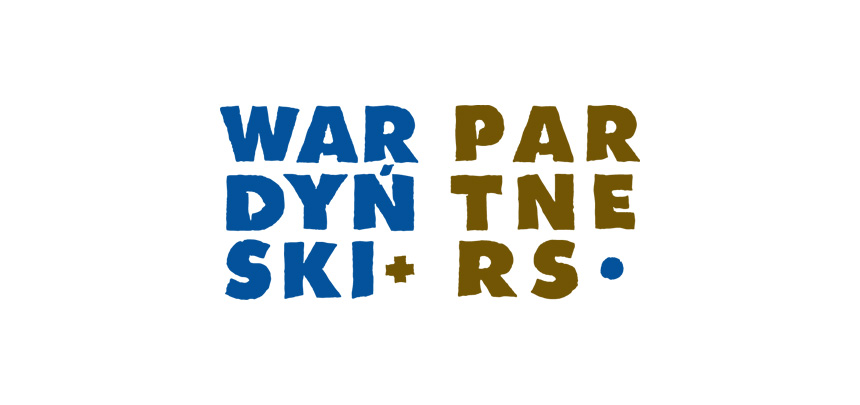 WAR PAR
DYŃ TNE
SKI+ RS•